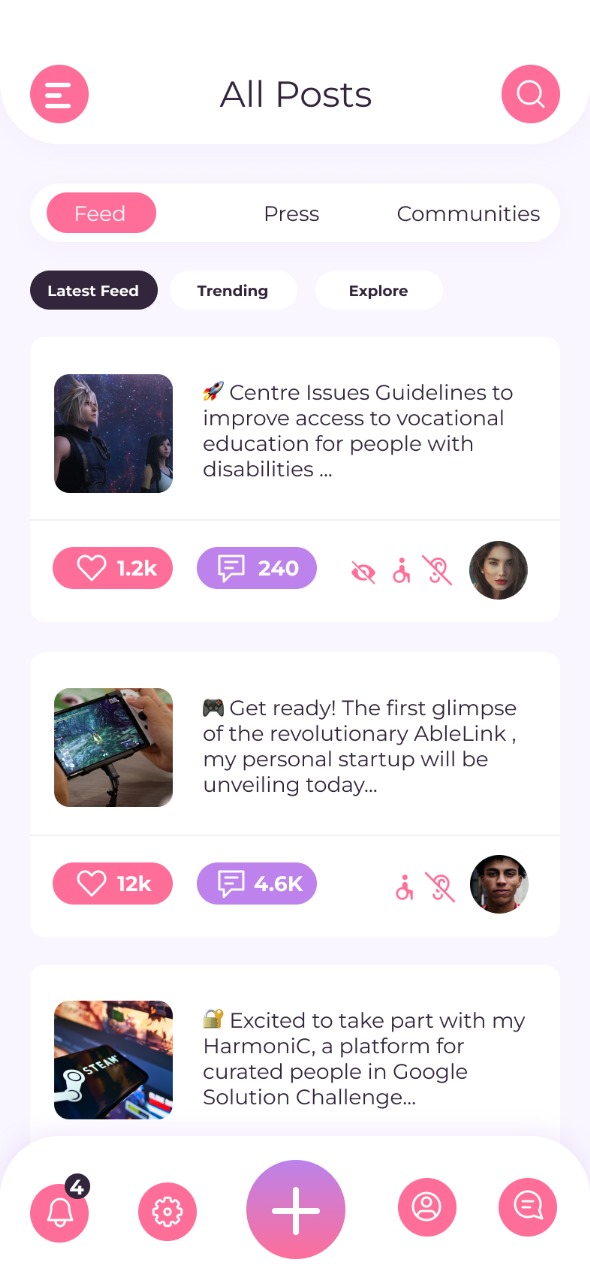 All Posts
Feed Press Communities
Latest Feed Trending Explore
🚀 Centre Issues Guidelines to
improve access to vocational
education for people with
disabilities ...
1.2k 240
🎮 Get ready! The first glimpse
of the revolutionary AbleLink ,
my personal startup will be
unveiling today...
12k 4.6K
STEAM
🔐 Excited to take part with my
HarmoniC, a platform for
curated people in Google
Solution Challenge...
4